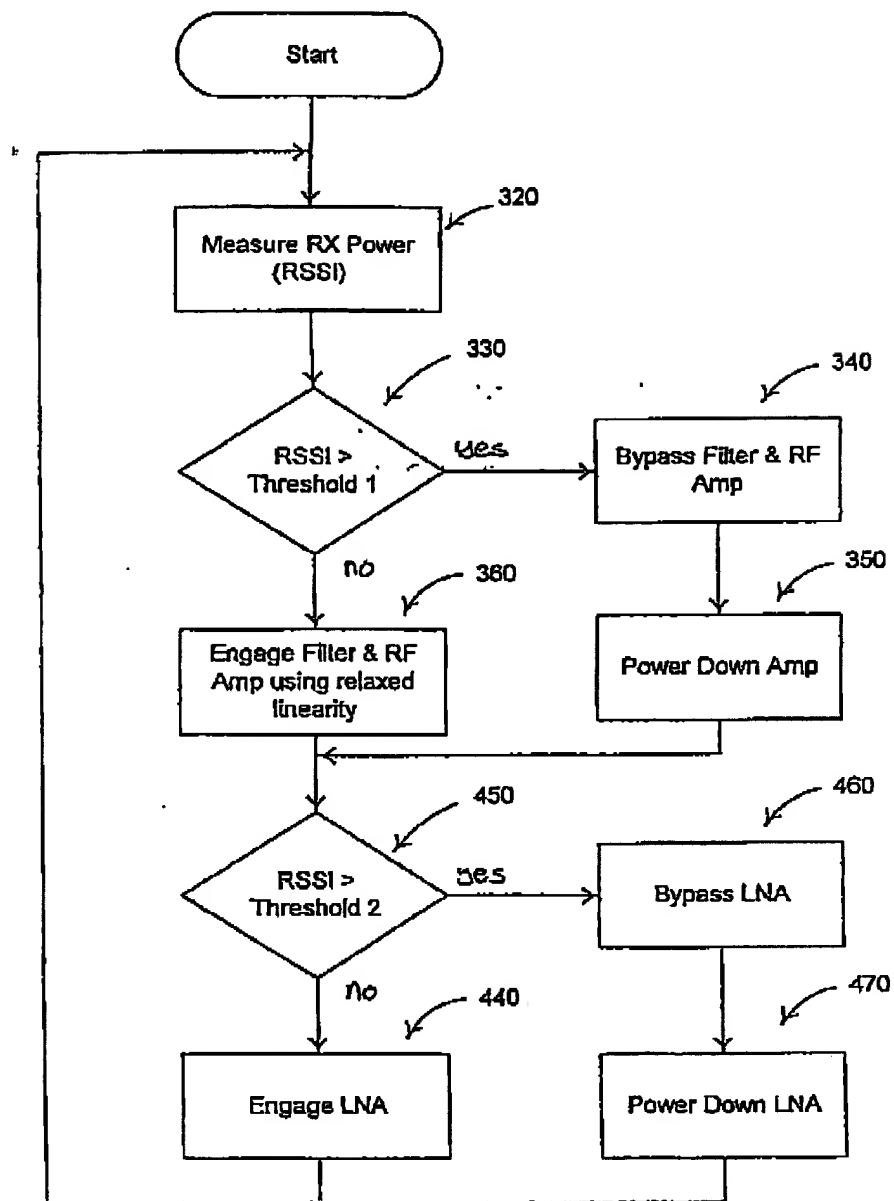 Start
320
Measure RX Power
(RSSI)
330
340
RSSI >
Threshold 1
yes
Bypass Filter & RF
Amp
no
360
350
Engage Filter & RF
Amp using relaxed
linearity
Power Down Amp
450
460
RSSI >
Threshold 2
yes
Bypass LNA
no
440
470
Engage LNA
Power Down LNA